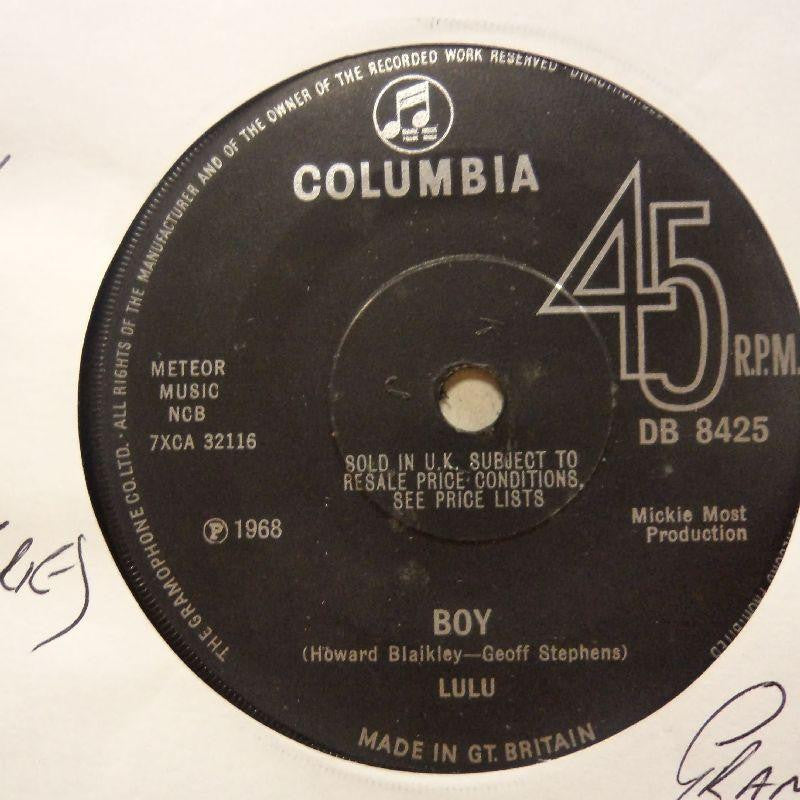 THE GRAMOPHONE CO. LTD. · ALL RIGHTS OF THE MANUFACTURER AND OF THE OWNER OF THE RECORDED WORK RESERVED ·
PROHIBITED
COLUMBIA
45
R.P.M.
DB 8425
METEOR
MUSIC
NCB
7XCA 32116
SOLD IN U.K. SUBJECT TO
RESALE PRICE CONDITIONS,
SEE PRICE LISTS
Ⓟ 1968
Mickie Most
Production
BOY
(Howard Blaikley—Geoff Stephens)
LULU
MADE IN GT. BRITAIN